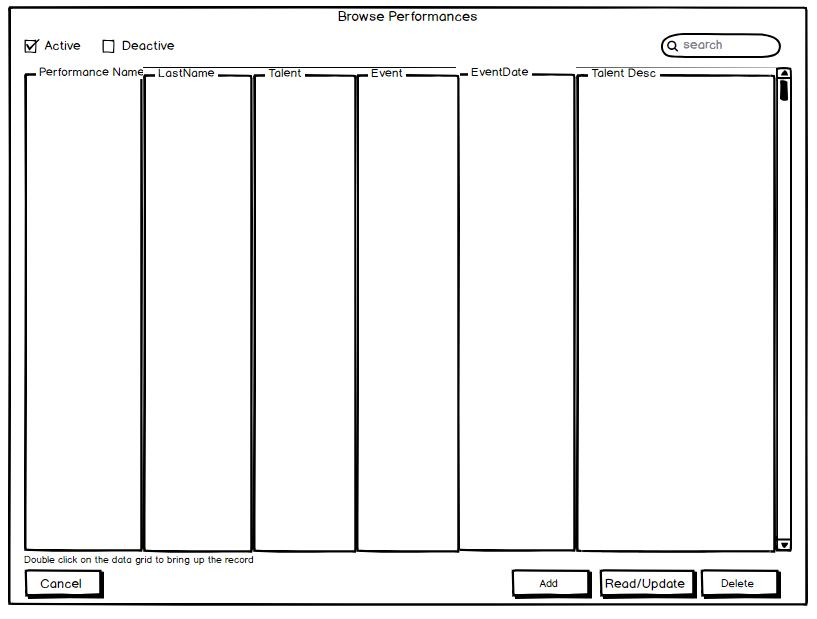 Browse Performances
Active
Deactive
search
Performance Name
LastName
Talent
Event
EventDate
Talent Desc
Double click on the data grid to bring up the record
Cancel
Add
Read/Update
Delete